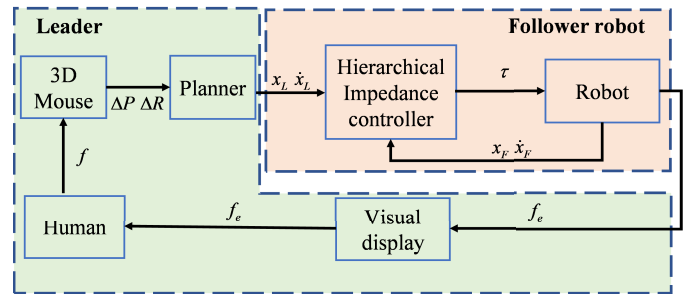 Leader
Follower robot
3D
Mouse
ΔP ΔR
Planner
x_L ẋ_L
Hierarchical
Impedance
controller
τ
Robot
x_F ẋ_F
f
Human
f_e
Visual
display
f_e